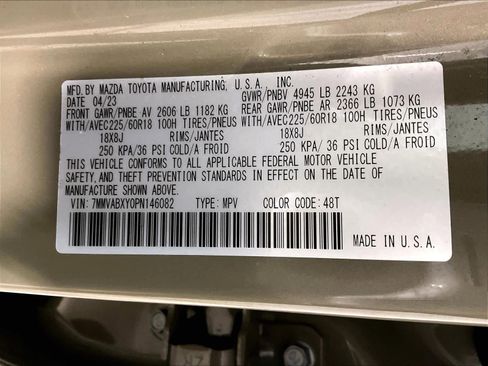 MFD. BY MAZDA TOYOTA MANUFACTURING, U.S.A., INC.
DATE 04/23 GVWR/PNBV 4945 LB 2243 KG
FRONT GAWR/PNBE AV 2606 LB 1182 KG REAR GAWR/PNBE AR 2366 LB 1073 KG
WITH/AVEC225/60R18 100H TIRES/PNEUS WITH/AVEC225/60R18 100H TIRES/PNEUS
18X8J RIMS/JANTES 18X8J RIMS/JANTES
250 KPA/36 PSI COLD/A FROID 250 KPA/36 PSI COLD/A FROID
THIS VEHICLE CONFORMS TO ALL APPLICABLE FEDERAL MOTOR VEHICLE
SAFETY AND THEFT PREVENTION STANDARDS IN EFFECT ON THE DATE OF
MANUFACTURE SHOWN ABOVE.
VIN: 7MMVABXY0PN146082 TYPE: MPV COLOR CODE: 48T
MADE IN U.S.A.